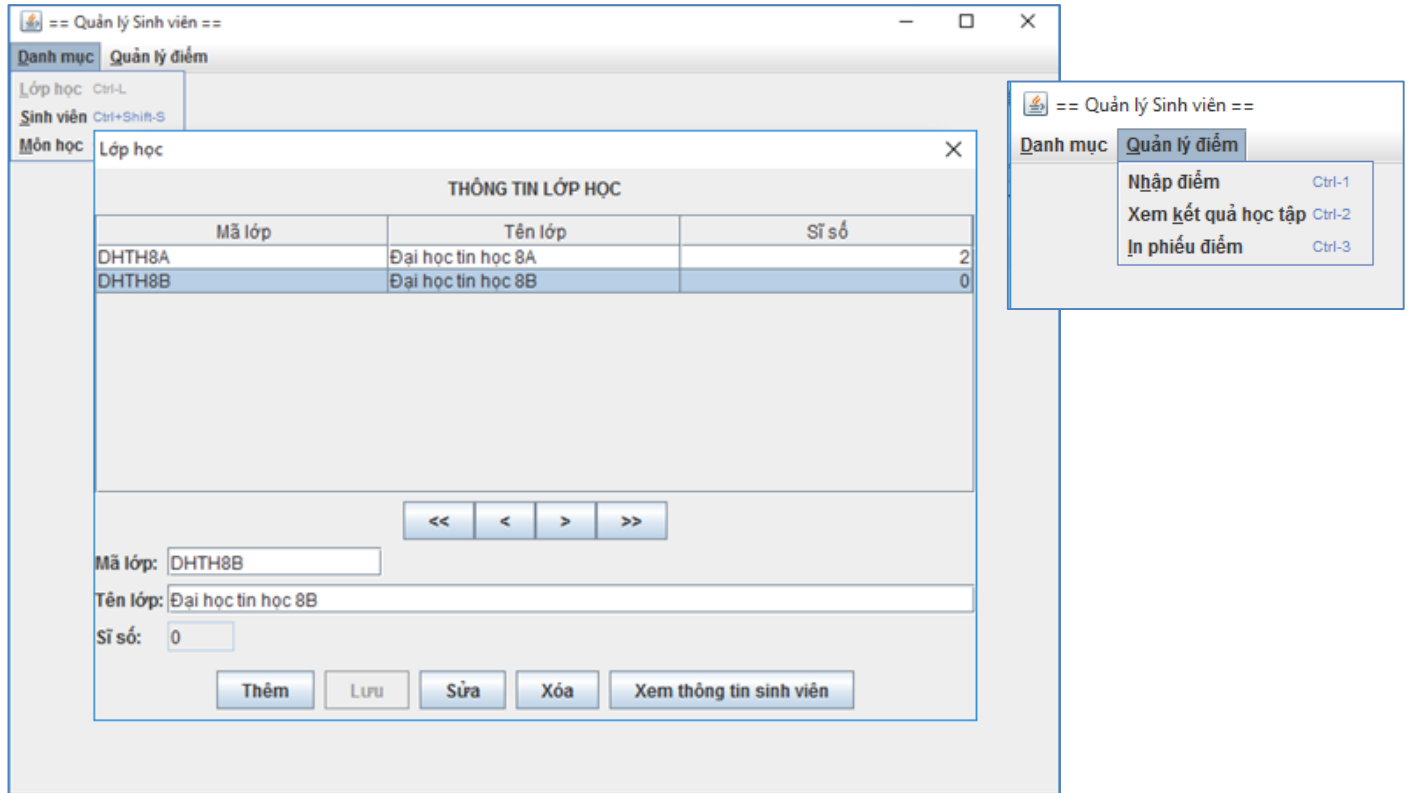 == Quản lý Sinh viên ==
Danh mục Quản lý điểm
Lớp học Ctrl-L
Sinh viên Ctrl+Shift-S
Môn học
Lớp học
THÔNG TIN LỚP HỌC
Mã lớp Tên lớp Sĩ số
DHTH8A Đại học tin học 8A 2
DHTH8B Đại học tin học 8B 0
<< < > >>
Mã lớp: DHTH8B
Tên lớp: Đại học tin học 8B
Sĩ số: 0
Thêm Lưu Sửa Xóa Xem thông tin sinh viên
== Quản lý Sinh viên ==
Danh mục Quản lý điểm
Nhập điểm Ctrl-1
Xem kết quả học tập Ctrl-2
In phiếu điểm Ctrl-3